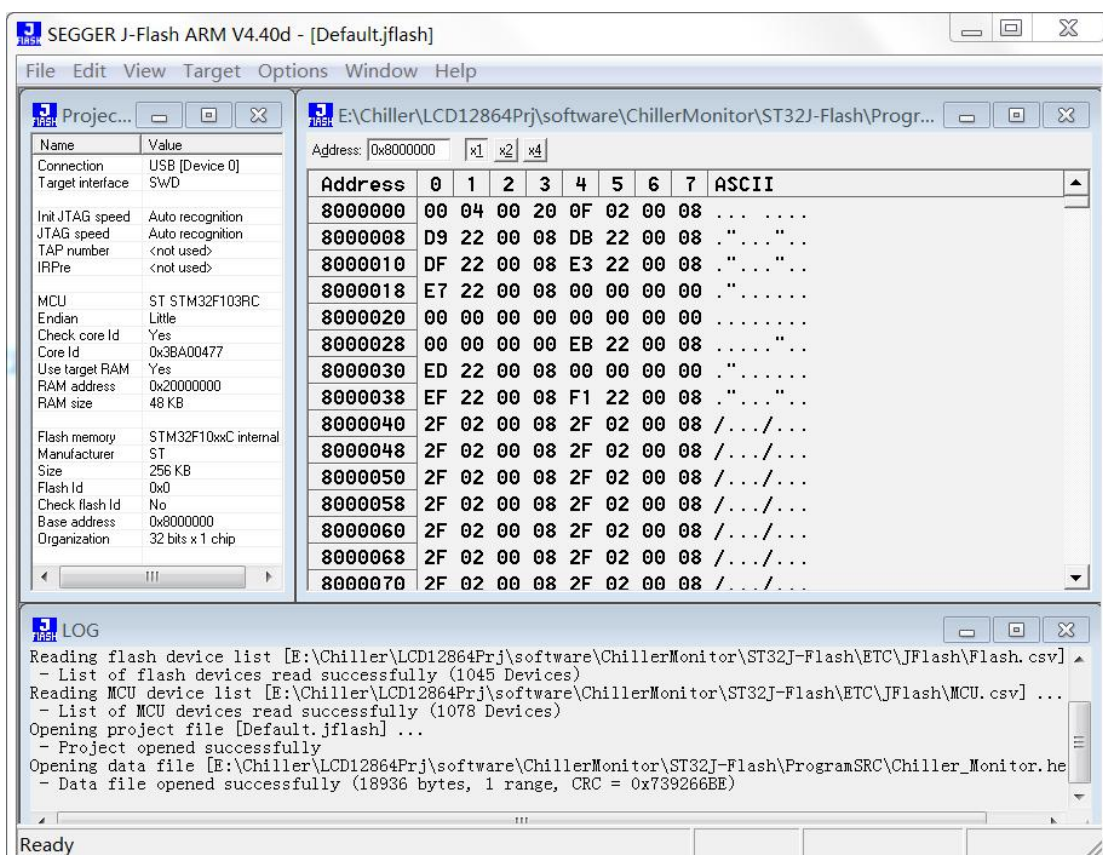 SEGGER J-Flash ARM V4.40d - [Default.jflash]
File Edit View Target Options Window Help
Projec...
Name Value
Connection USB [Device 0]
Target interface SWD
Init JTAG speed Auto recognition
JTAG speed Auto recognition
TAP number <not used>
IRPre <not used>
MCU ST STM32F103RC
Endian Little
Check core Id Yes
Core Id 0x3BA00477
Use target RAM Yes
RAM address 0x20000000
RAM size 48 KB
Flash memory STM32F10xxC internal
Manufacturer ST
Size 256 KB
Flash Id 0x0
Check flash Id No
Base address 0x8000000
Organization 32 bits x 1 chip
E:\Chiller\LCD12864Prj\software\ChillerMonitor\ST32J-Flash\Progr...
Address: 0x8000000 x1 x2 x4
Address 0 1 2 3 4 5 6 7 ASCII
8000000 00 04 00 20 0F 02 00 08 ... ....
8000008 D9 22 00 08 DB 22 00 08 ."..."..
8000010 DF 22 00 08 E3 22 00 08 ."..."..
8000018 E7 22 00 08 00 00 00 00 ."......
8000020 00 00 00 00 00 00 00 00 ........
8000028 00 00 00 00 EB 22 00 08 ....."..
8000030 ED 22 00 08 00 00 00 00 ."......
8000038 EF 22 00 08 F1 22 00 08 ."..."..
8000040 2F 02 00 08 2F 02 00 08 /.../...
8000048 2F 02 00 08 2F 02 00 08 /.../...
8000050 2F 02 00 08 2F 02 00 08 /.../...
8000058 2F 02 00 08 2F 02 00 08 /.../...
8000060 2F 02 00 08 2F 02 00 08 /.../...
8000068 2F 02 00 08 2F 02 00 08 /.../...
8000070 2F 02 00 08 2F 02 00 08 /.../...
LOG
Reading flash device list [E:\Chiller\LCD12864Prj\software\ChillerMonitor\ST32J-Flash\ETC\JFlash\Flash.csv]
- List of flash devices read successfully (1045 Devices)
Reading MCU device list [E:\Chiller\LCD12864Prj\software\ChillerMonitor\ST32J-Flash\ETC\JFlash\MCU.csv] ...
- List of MCU devices read successfully (1078 Devices)
Opening project file [Default.jflash] ...
- Project opened successfully
Opening data file [E:\Chiller\LCD12864Prj\software\ChillerMonitor\ST32J-Flash\ProgramSRC\Chiller_Monitor.he
- Data file opened successfully (18936 bytes, 1 range, CRC = 0x739266BE)
Ready